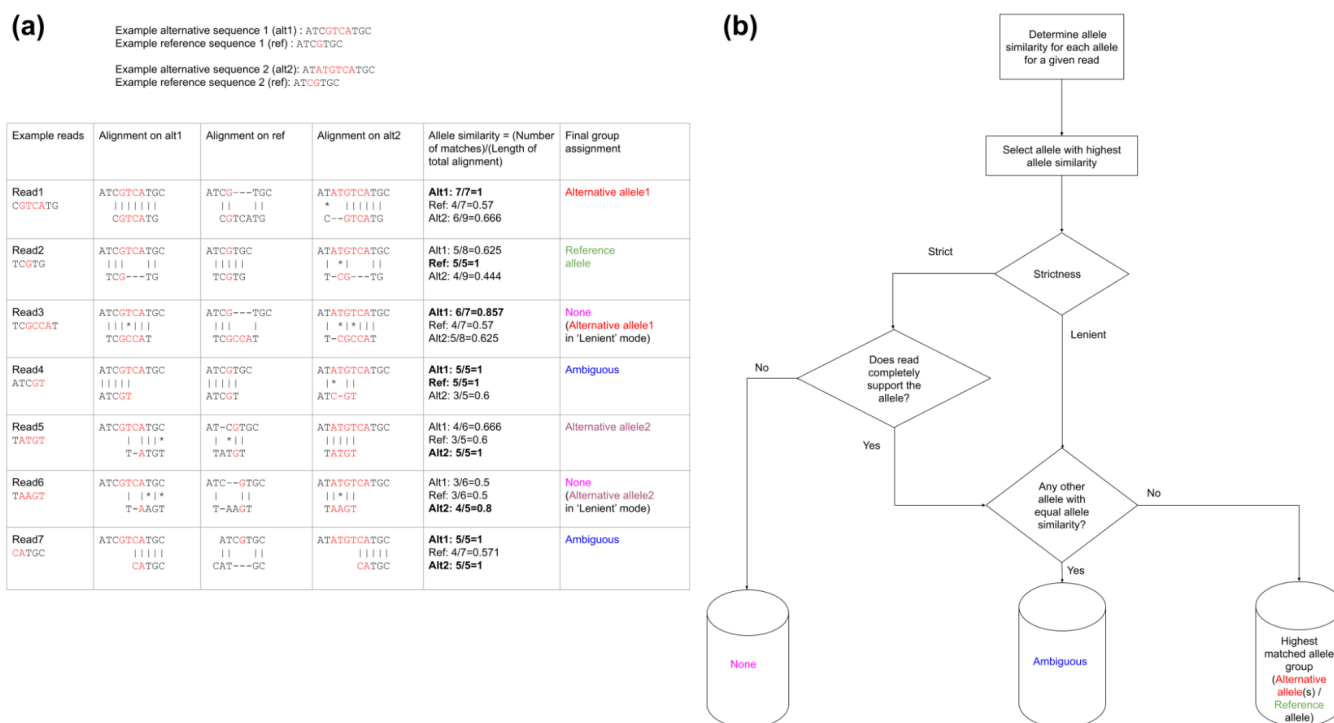 (a)
Example alternative sequence 1 (alt1) : ATCGTCATGC
Example reference sequence 1 (ref) : ATCGTGC
Example alternative sequence 2 (alt2): ATATGTCATGC
Example reference sequence 2 (ref): ATCGTGC
Example reads
Alignment on alt1
Alignment on ref
Alignment on alt2
Allele similarity = (Number
of matches)/(Length of
total alignment)
Final group
assignment
Read1
CGTCATG
ATCGTCATGC
|||||||
CGTCATG
ATCG---TGC
|| ||
CGTCATG
ATATGTCATGC
* ||||||
C--GTCATG
Alt1: 7/7=1
Ref: 4/7=0.57
Alt2: 6/9=0.666
Alternative allele1
Read2
TCGTG
ATCGTCATGC
||| ||
TCG---TG
ATCGTGC
|||||
TCGTG
ATATGTCATGC
| *| ||
T-CG---TG
Alt1: 5/8=0.625
Ref: 5/5=1
Alt2: 4/9=0.444
Reference
allele
Read3
TCGCCAT
ATCGTCATGC
|||*|||
TCGCCAT
ATCG---TGC
||| |
TCGCCAT
ATATGTCATGC
| *|*|||
T-CGCCAT
Alt1: 6/7=0.857
Ref: 4/7=0.57
Alt2:5/8=0.625
None
(Alternative allele1
in ‘Lenient’ mode)
Read4
ATCGT
ATCGTCATGC
|||||
ATCGT
ATCGTGC
|||||
ATCGT
ATATGTCATGC
|* ||
ATC-GT
Alt1: 5/5=1
Ref: 5/5=1
Alt2: 3/5=0.6
Ambiguous
Read5
TATGT
ATCGTCATGC
| |||*
T-ATGT
AT-CGTGC
| *||
TATGT
ATATGTCATGC
|||||
TATGT
Alt1: 4/6=0.666
Ref: 3/5=0.6
Alt2: 5/5=1
Alternative allele2
Read6
TAAGT
ATCGTCATGC
| |*|*
T-AAGT
ATC--GTGC
| ||
T-AAGT
ATATGTCATGC
||*||
TAAGT
Alt1: 3/6=0.5
Ref: 3/6=0.5
Alt2: 4/5=0.8
None
(Alternative allele2
in ‘Lenient’ mode)
Read7
CATGC
ATCGTCATGC
|||||
CATGC
ATCGTGC
|| ||
CAT---GC
ATATGTCATGC
|||||
CATGC
Alt1: 5/5=1
Ref: 4/7=0.571
Alt2: 5/5=1
Ambiguous
(b)
Determine allele
similarity for each allele
for a given read
Select allele with highest
allele similarity
Strictness
Strict
Lenient
Does read
completely
support the
allele?
No
Yes
Any other
allele with
equal allele
similarity?
No
Yes
None
Ambiguous
Highest
matched allele
group
(Alternative
allele(s) /
Reference
allele)